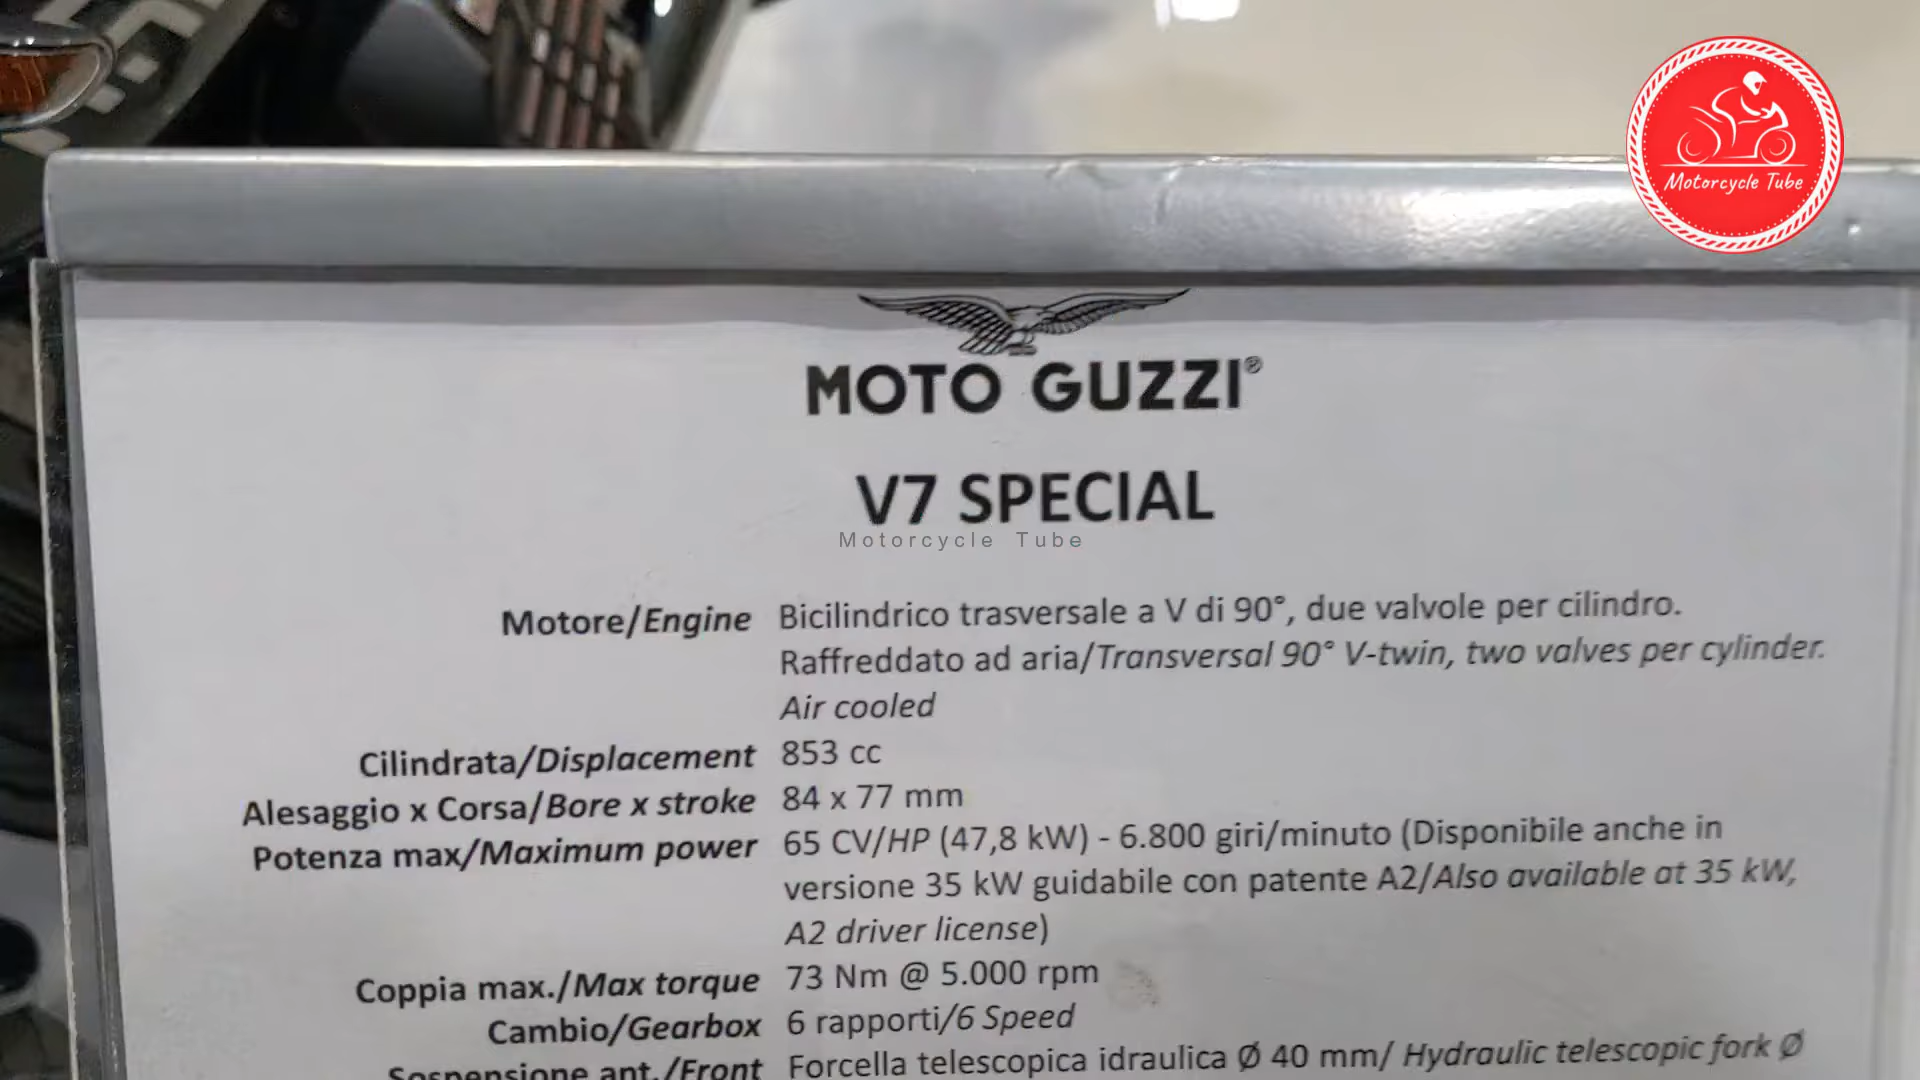 Motorcycle Tube
MOTO GUZZI®
V7 SPECIAL
Motorcycle Tube
Motore/Engine Bicilindrico trasversale a V di 90°, due valvole per cilindro.
Raffreddato ad aria/Transversal 90° V-twin, two valves per cylinder.
Air cooled
Cilindrata/Displacement 853 cc
Alesaggio x Corsa/Bore x stroke 84 x 77 mm
Potenza max/Maximum power 65 CV/HP (47,8 kW) - 6.800 giri/minuto (Disponibile anche in
versione 35 kW guidabile con patente A2/Also available at 35 kW,
A2 driver license)
Coppia max./Max torque 73 Nm @ 5.000 rpm
Cambio/Gearbox 6 rapporti/6 Speed
Sospensione ant./Front Forcella telescopica idraulica Ø 40 mm/ Hydraulic telescopic fork Ø